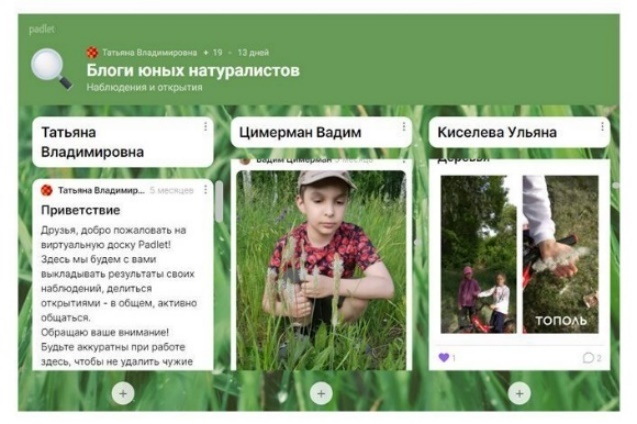 padlet
Татьяна Владимировна + 19 • 13 дней
Блоги юных натуралистов
Наблюдения и открытия
Татьяна
Владимировна
Татьяна Владимир... 5 месяцев
Приветствие
Друзья, добро пожаловать на
виртуальную доску Padlet!
Здесь мы будем с вами
выкладывать результаты своих
наблюдений, делиться
открытиями - в общем, активно
общаться.
Обращаю ваше внимание!
Будьте аккуратны при работе
здесь, чтобы не удалить чужие
Цимерман Вадим
Вадим Цимерман 5 месяцев
Киселева Ульяна
Деревья
ТОПОЛЬ
1
2